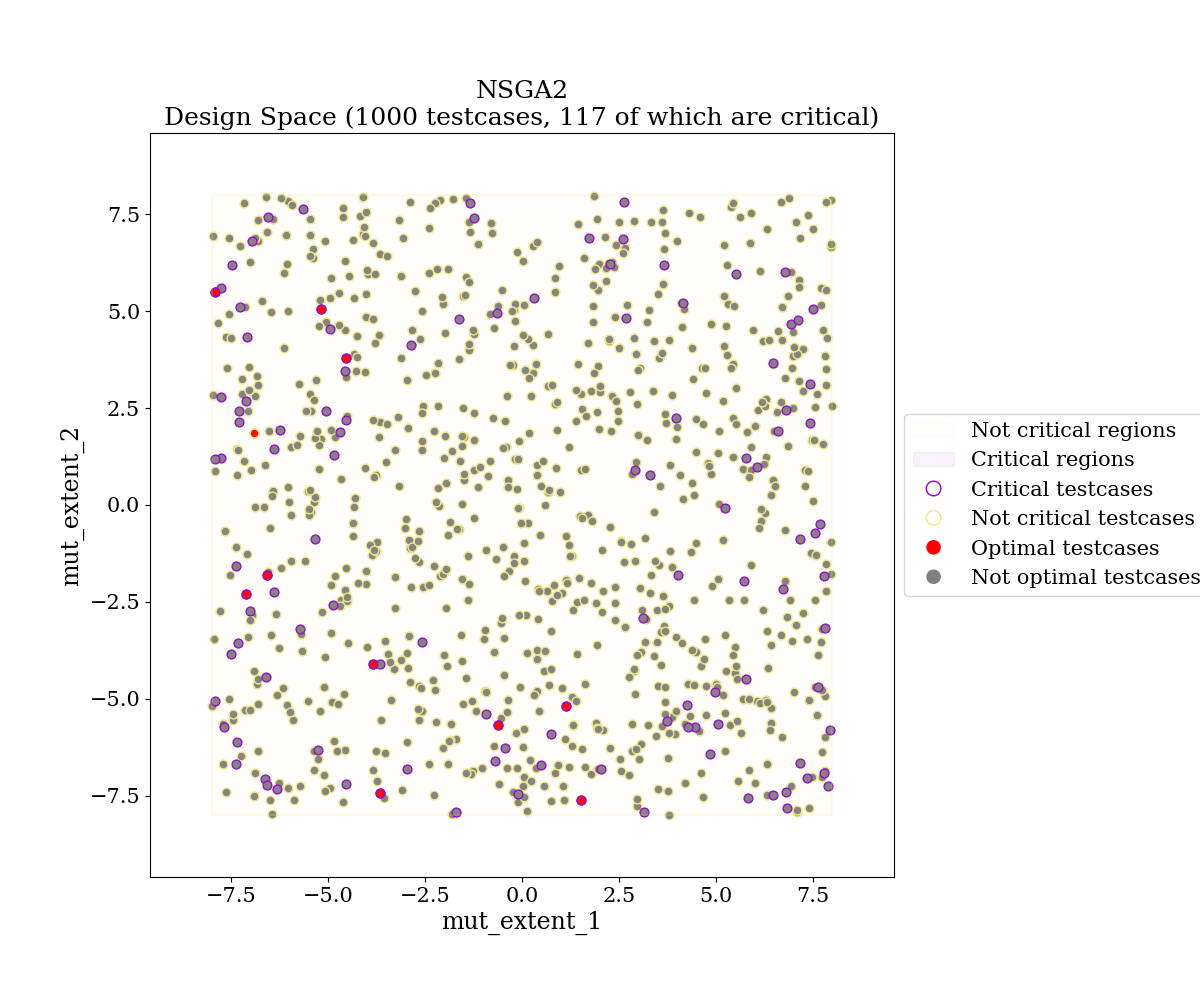 NSGA2
Design Space (1000 testcases, 117 of which are critical)
7.5
5.0
2.5
0.0
−2.5
−5.0
−7.5
mut_extent_2
−7.5 −5.0 −2.5 0.0 2.5 5.0 7.5
mut_extent_1
Not critical regions
Critical regions
Critical testcases
Not critical testcases
Optimal testcases
Not optimal testcases